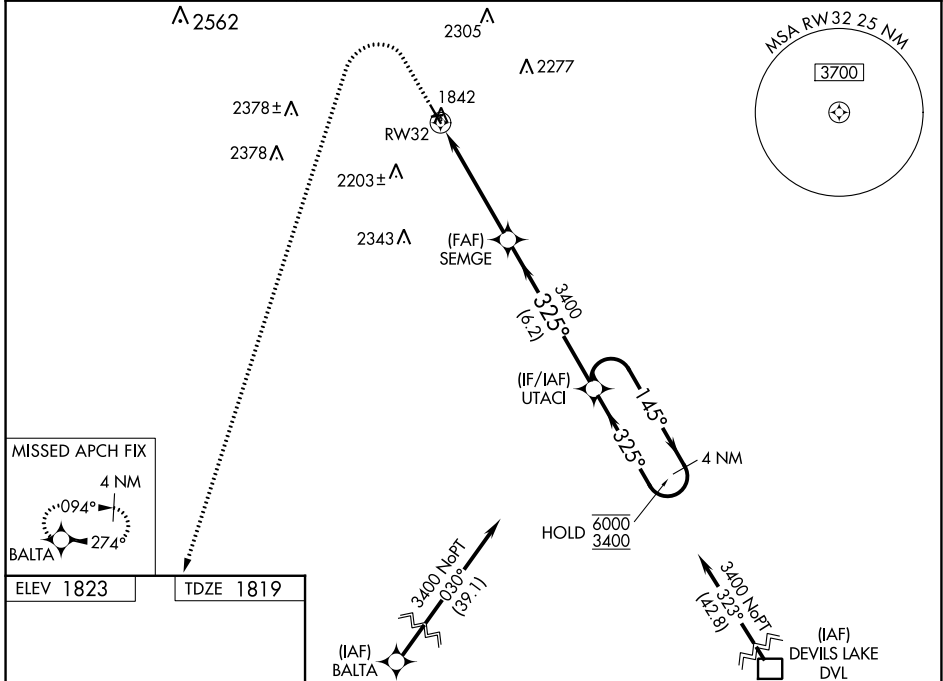 2562
2305
MSA RW32 25 NM
3700
2277
2378±
1842
RW32
2378
2203±
2343
(FAF)
SEMGE
3400
325°
(6.2)
(IF/IAF)
UTACI
145°
325°
4 NM
HOLD 6000
3400
MISSED APCH FIX
4 NM
094°
274°
BALTA
ELEV 1823
TDZE 1819
3400 NoPT
030°
(39.1)
(IAF)
BALTA
3400 NoPT
323°
(42.8)
(IAF)
DEVILS LAKE
DVL